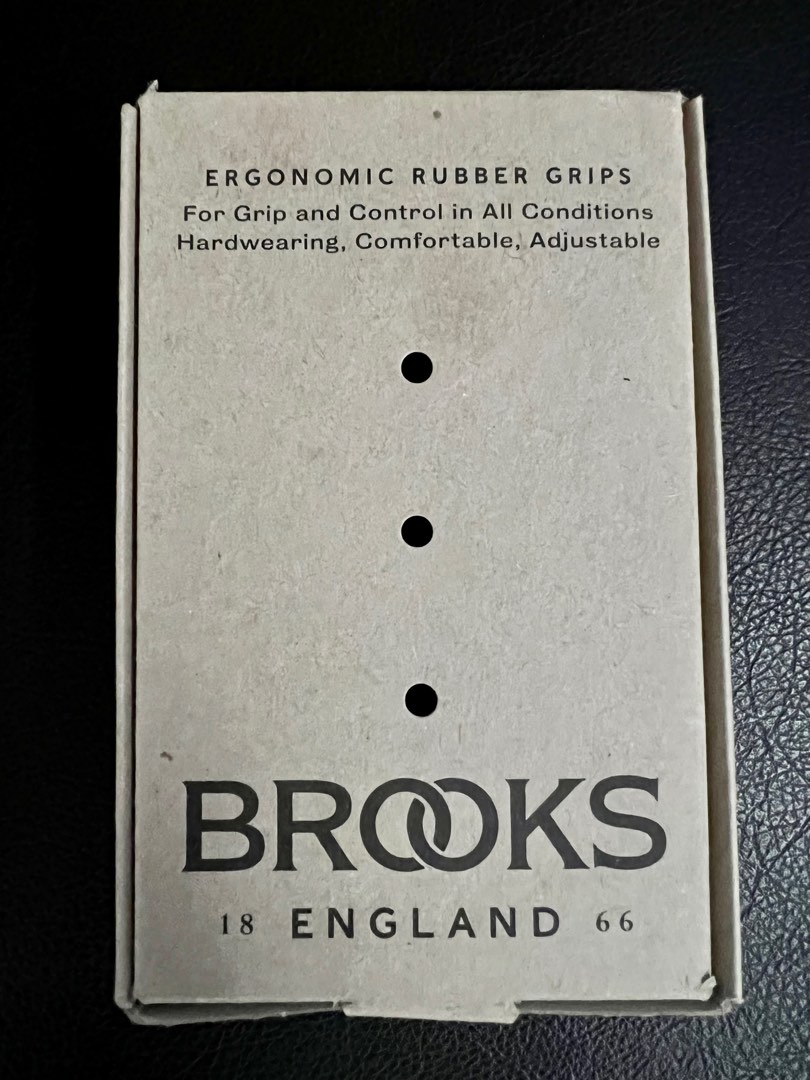 ERGONOMIC RUBBER GRIPS
For Grip and Control in All Conditions
Hardwearing, Comfortable, Adjustable
BROOKS
18 ENGLAND 66